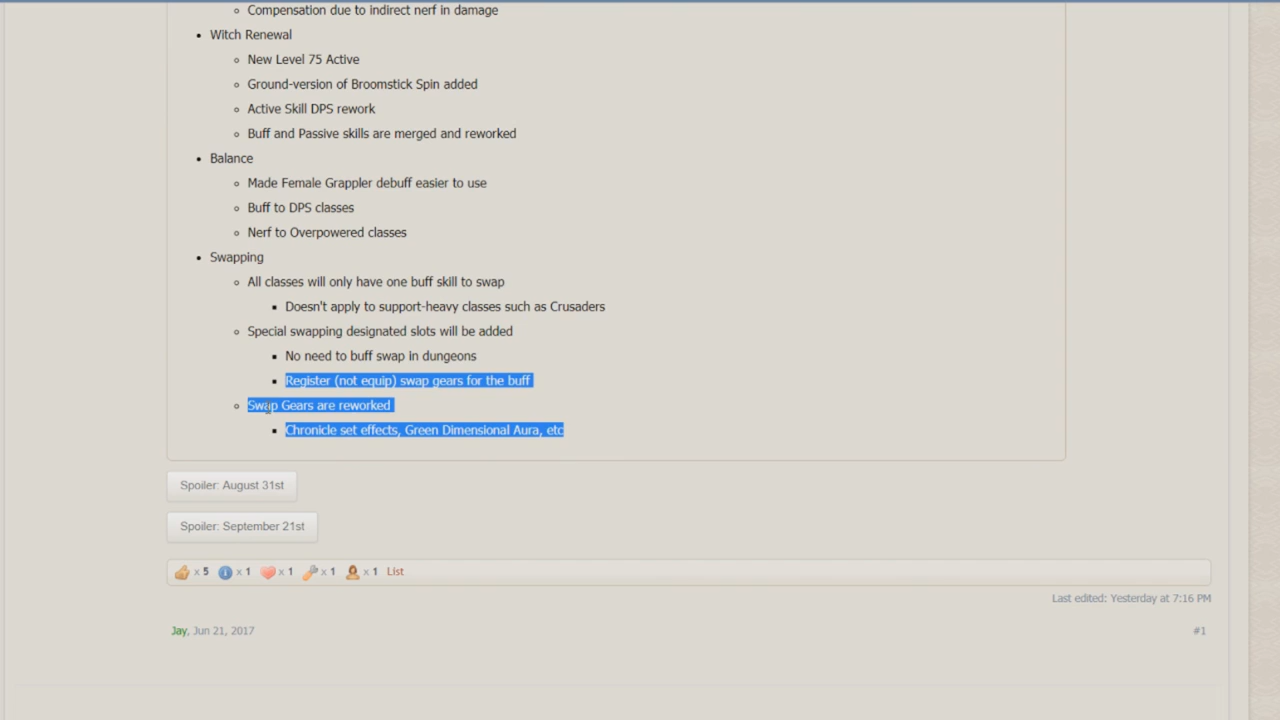 Compensation due to indirect nerf in damage
Witch Renewal
New Level 75 Active
Ground-version of Broomstick Spin added
Active Skill DPS rework
Buff and Passive skills are merged and reworked
Balance
Made Female Grappler debuff easier to use
Buff to DPS classes
Nerf to Overpowered classes
Swapping
All classes will only have one buff skill to swap
Doesn't apply to support-heavy classes such as Crusaders
Special swapping designated slots will be added
No need to buff swap in dungeons
Register (not equip) swap gears for the buff
Swap Gears are reworked
Chronicle set effects, Green Dimensional Aura, etc
Spoiler: August 31st
Spoiler: September 21st
x 5 x 1 x 1 x 1 x 1 List
Last edited: Yesterday at 7:16 PM
Jay, Jun 21, 2017 #1